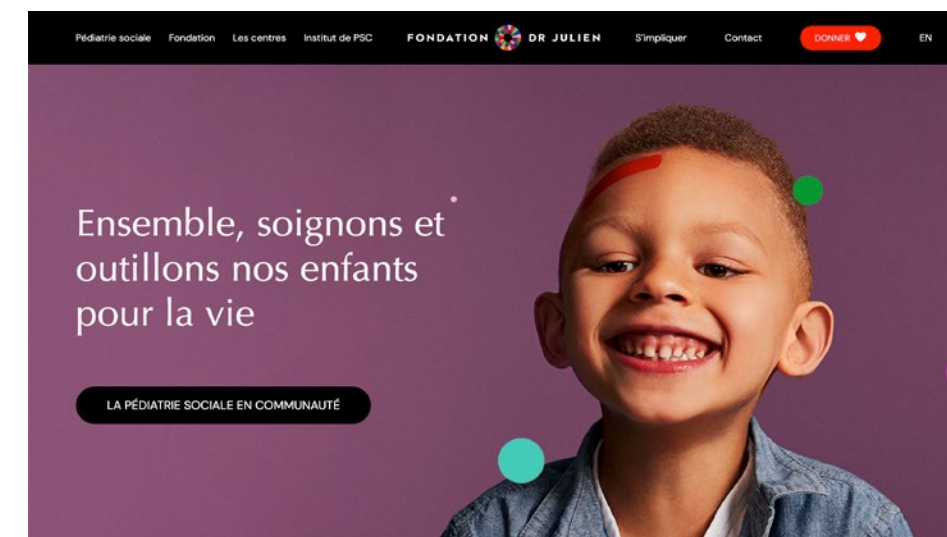 Pédiatrie sociale Fondation Les centres Institut de PSC FONDATION DR JULIEN S'impliquer Contact DONNER EN
Ensemble, soignons et
outillons nos enfants
pour la vie
LA PÉDIATRIE SOCIALE EN COMMUNAUTÉ